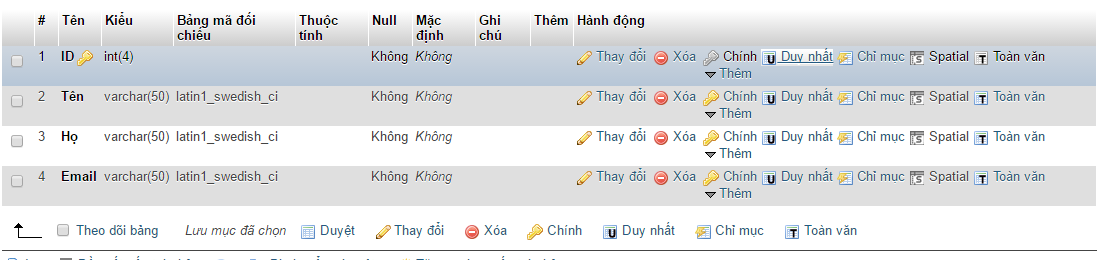 # Tên Kiểu Bảng mã đối chiếu Thuộc tính Null Mặc định Ghi chú Thêm Hành động
1 ID int(4) Không Không Thay đổi Xóa Chính Duy nhất Chỉ mục Spatial Toàn văn
Thêm
2 Tên varchar(50) latin1_swedish_ci Không Không Thay đổi Xóa Chính Duy nhất Chỉ mục Spatial Toàn văn
Thêm
3 Họ varchar(50) latin1_swedish_ci Không Không Thay đổi Xóa Chính Duy nhất Chỉ mục Spatial Toàn văn
Thêm
4 Email varchar(50) latin1_swedish_ci Không Không Thay đổi Xóa Chính Duy nhất Chỉ mục Spatial Toàn văn
Thêm
Theo dõi bảng Lưu mục đã chọn Duyệt Thay đổi Xóa Chính Duy nhất Chỉ mục Toàn văn